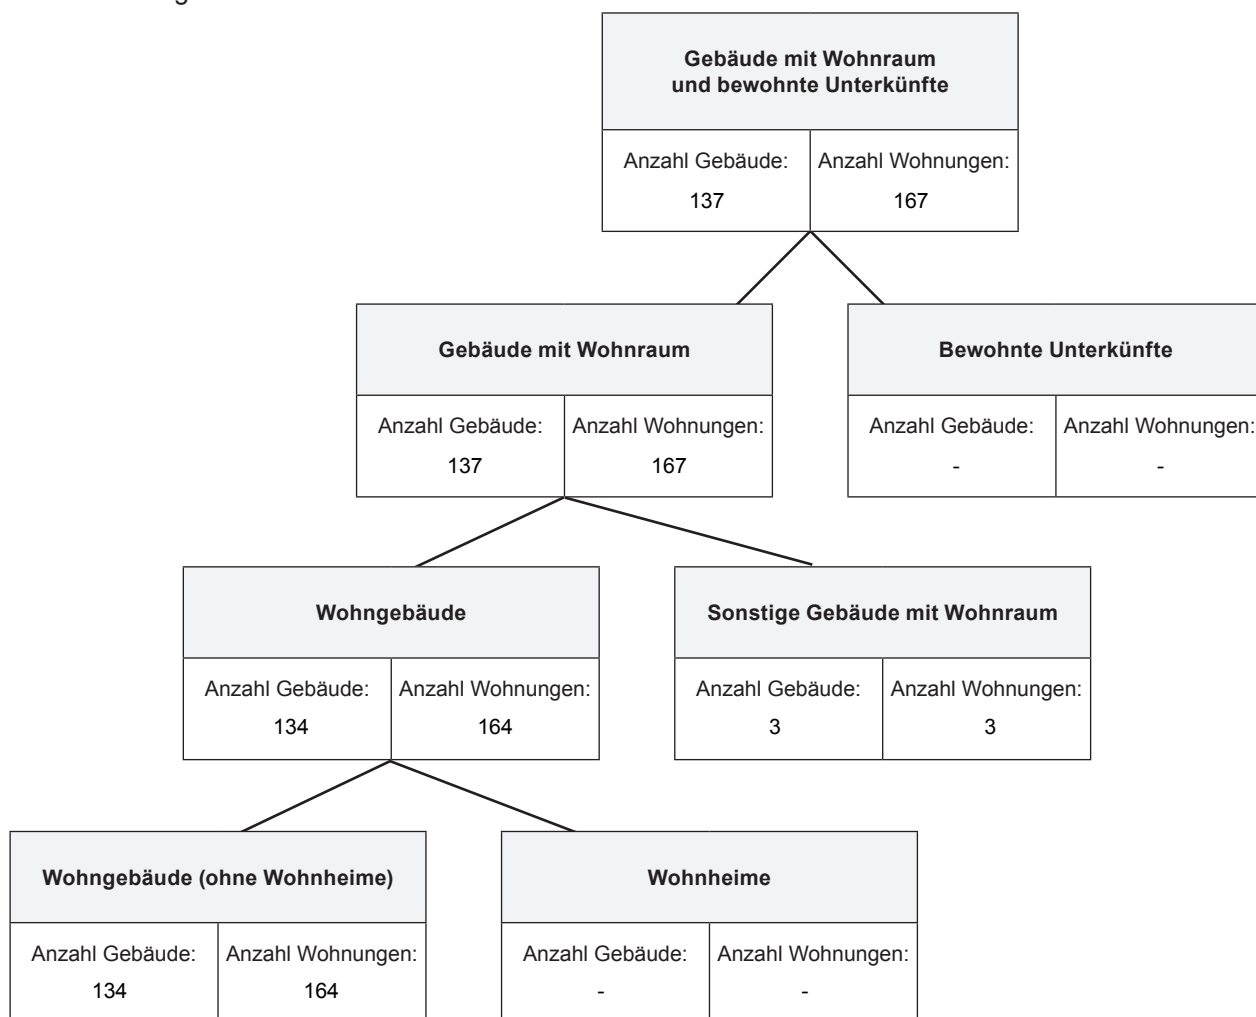 Gebäude mit Wohnraum
und bewohnte Unterkünfte
Anzahl Gebäude: Anzahl Wohnungen:
137 167
Gebäude mit Wohnraum
Anzahl Gebäude: Anzahl Wohnungen:
137 167
Bewohnte Unterkünfte
Anzahl Gebäude: Anzahl Wohnungen:
- -
Wohngebäude
Anzahl Gebäude: Anzahl Wohnungen:
134 164
Sonstige Gebäude mit Wohnraum
Anzahl Gebäude: Anzahl Wohnungen:
3 3
Wohngebäude (ohne Wohnheime)
Anzahl Gebäude: Anzahl Wohnungen:
134 164
Wohnheime
Anzahl Gebäude: Anzahl Wohnungen:
- -